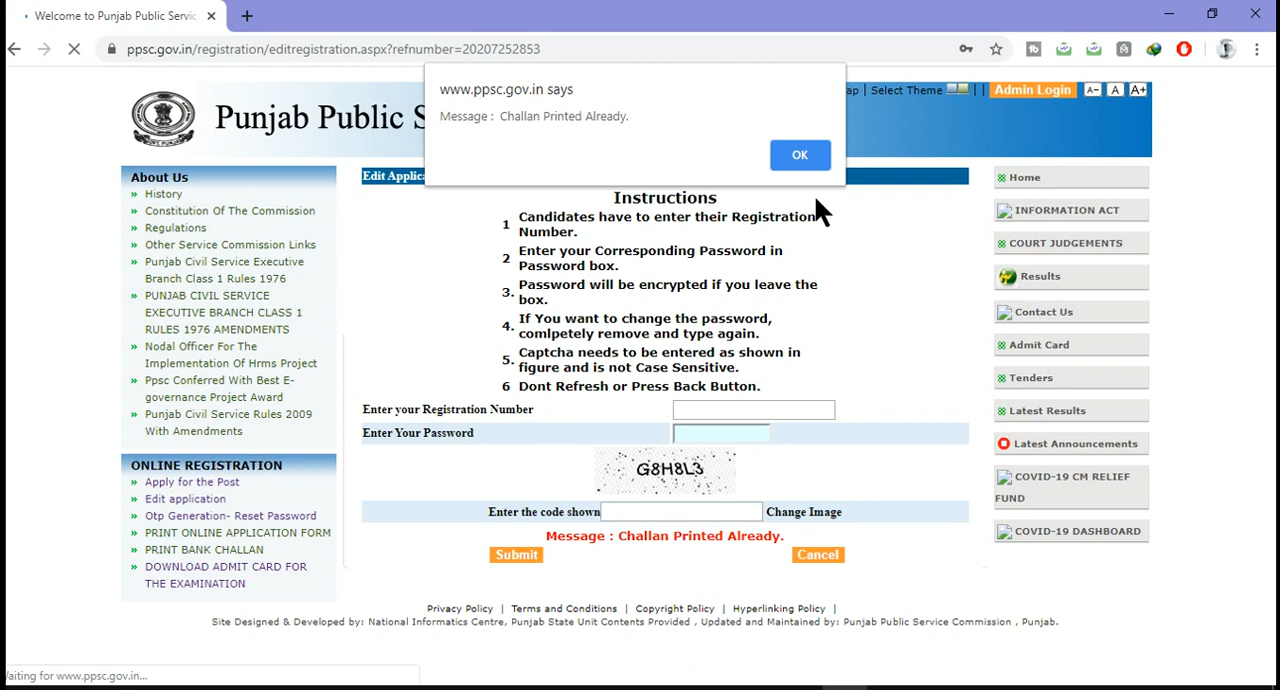 Welcome to Punjab Public Servic
ppsc.gov.in/registration/editregistration.aspx?refnumber=20207252853
www.ppsc.gov.in says
Message : Challan Printed Already.
OK
Punjab Public S
ap | Select Theme | | Admin Login A- A A+
About Us
» History
» Constitution Of The Commission
» Regulations
» Other Service Commission Links
» Punjab Civil Service Executive
Branch Class 1 Rules 1976
» PUNJAB CIVIL SERVICE
EXECUTIVE BRANCH CLASS 1
RULES 1976 AMENDMENTS
» Nodal Officer For The
Implementation Of Hrms Project
» Ppsc Conferred With Best E-
governance Project Award
» Punjab Civil Service Rules 2009
With Amendments
ONLINE REGISTRATION
» Apply for the Post
» Edit application
» Otp Generation- Reset Password
» PRINT ONLINE APPLICATION FORM
» PRINT BANK CHALLAN
» DOWNLOAD ADMIT CARD FOR
THE EXAMINATION
Edit Applic
Instructions
1 Candidates have to enter their Registration
Number.
2 Enter your Corresponding Password in
Password box.
3. Password will be encrypted if you leave the
box.
4. If You want to change the password,
comlpetely remove and type again.
5. Captcha needs to be entered as shown in
figure and is not Case Sensitive.
6 Dont Refresh or Press Back Button.
Enter your Registration Number
Enter Your Password
G8H8L3
Enter the code shown Change Image
Message : Challan Printed Already.
Submit Cancel
Home
INFORMATION ACT
COURT JUDGEMENTS
Results
Contact Us
Admit Card
Tenders
Latest Results
Latest Announcements
COVID-19 CM RELIEF
FUND
COVID-19 DASHBOARD
Privacy Policy | Terms and Conditions | Copyright Policy | Hyperlinking Policy |
Site Designed & Developed by: National Informatics Centre, Punjab State Unit Contents Provided , Updated and Maintained by: Punjab Public Service Commission , Punjab.
Waiting for www.ppsc.gov.in...